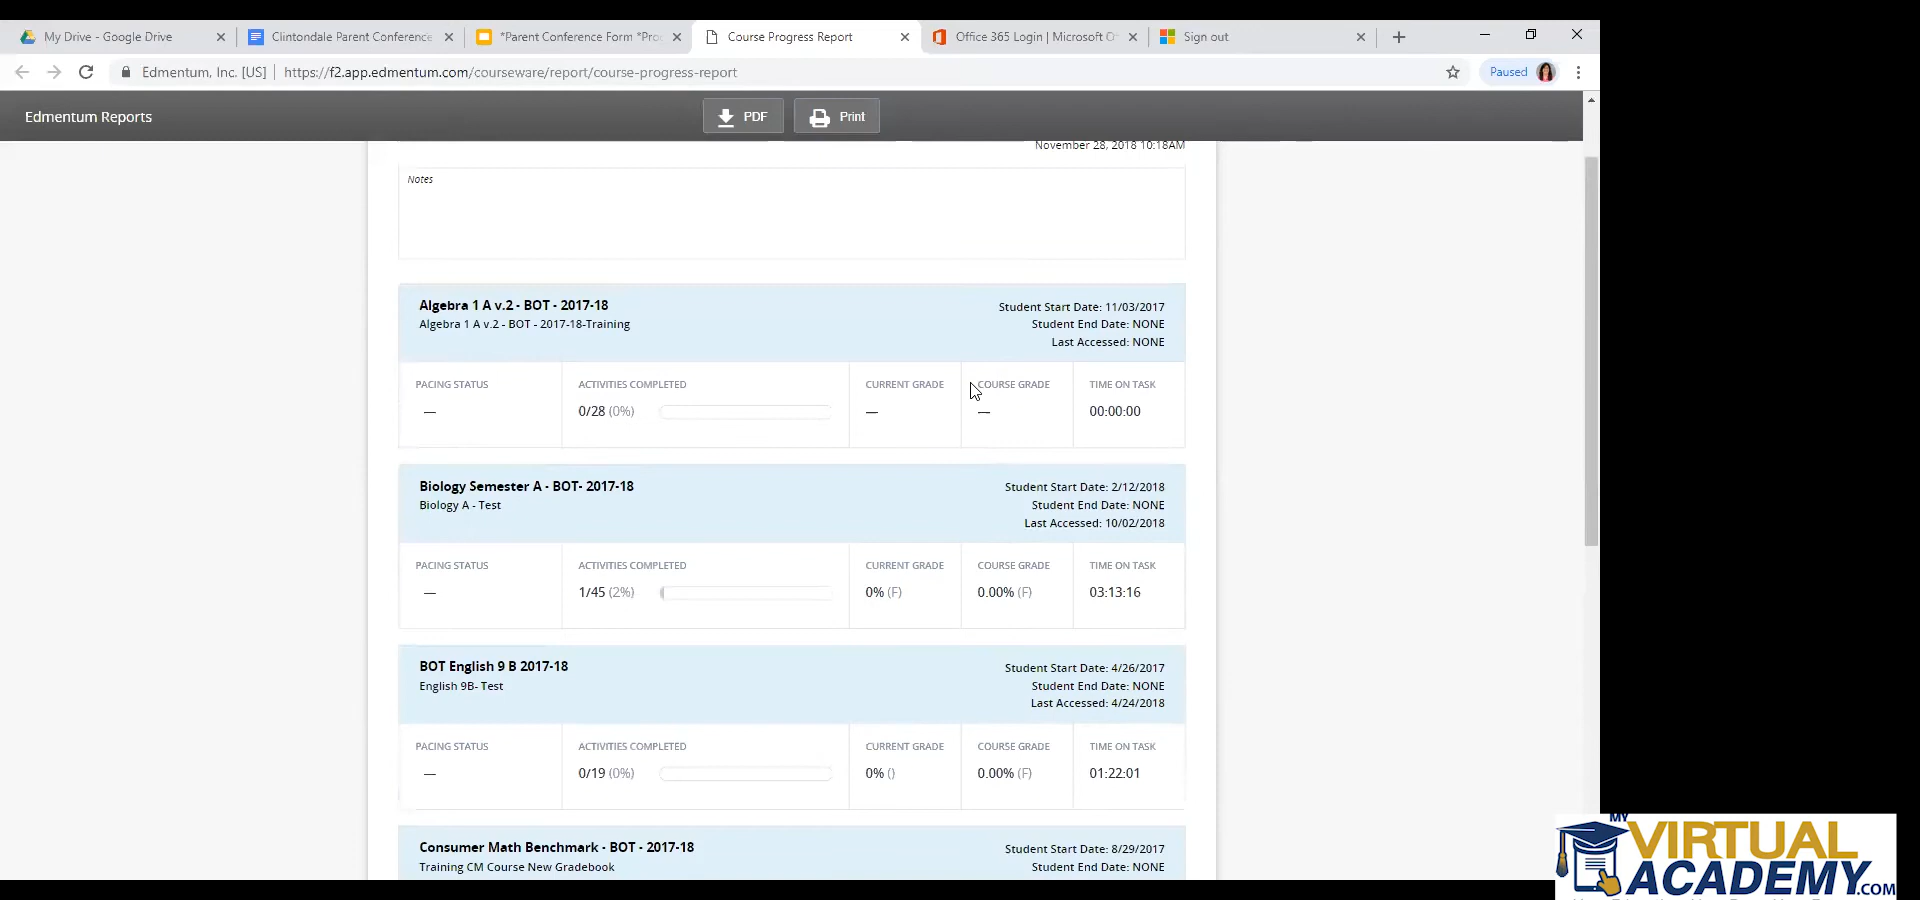 My Drive - Google Drive
Clintondale Parent Conference
*Parent Conference Form *Proc
Course Progress Report
Office 365 Login | Microsoft O
Sign out
Edmentum, Inc. [US]
https://f2.app.edmentum.com/courseware/report/course-progress-report
Paused
Edmentum Reports
PDF
Print
November 28, 2018 10:18AM
Notes
Algebra 1 A v.2 - BOT - 2017-18
Algebra 1 A v.2 - BOT - 2017-18-Training
Student Start Date: 11/03/2017
Student End Date: NONE
Last Accessed: NONE
PACING STATUS ACTIVITIES COMPLETED CURRENT GRADE COURSE GRADE TIME ON TASK
— 0/28 (0%) — — 00:00:00
Biology Semester A - BOT- 2017-18
Biology A - Test
Student Start Date: 2/12/2018
Student End Date: NONE
Last Accessed: 10/02/2018
PACING STATUS ACTIVITIES COMPLETED CURRENT GRADE COURSE GRADE TIME ON TASK
— 1/45 (2%) 0% (F) 0.00% (F) 03:13:16
BOT English 9 B 2017-18
English 9B- Test
Student Start Date: 4/26/2017
Student End Date: NONE
Last Accessed: 4/24/2018
PACING STATUS ACTIVITIES COMPLETED CURRENT GRADE COURSE GRADE TIME ON TASK
— 0/19 (0%) 0% () 0.00% (F) 01:22:01
Consumer Math Benchmark - BOT - 2017-18
Training CM Course New Gradebook
Student Start Date: 8/29/2017
Student End Date: NONE
MY
VIRTUAL
ACADEMY.COM